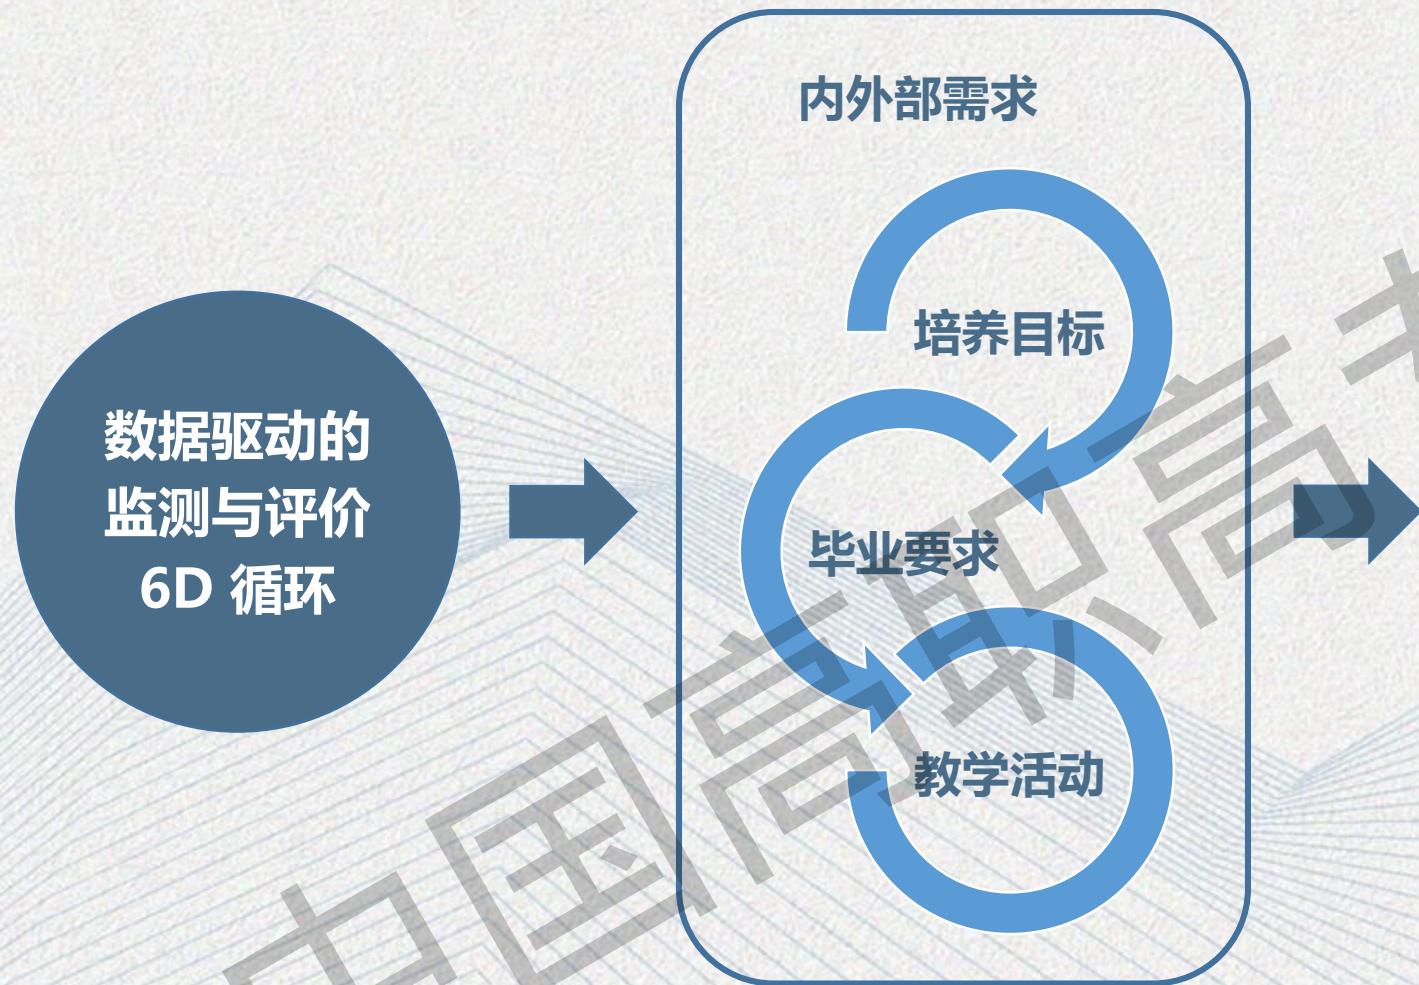 内外部需求
培养目标
数据驱动的
监测与评价
6D 循环
毕业要求
教学活动
中国高职高